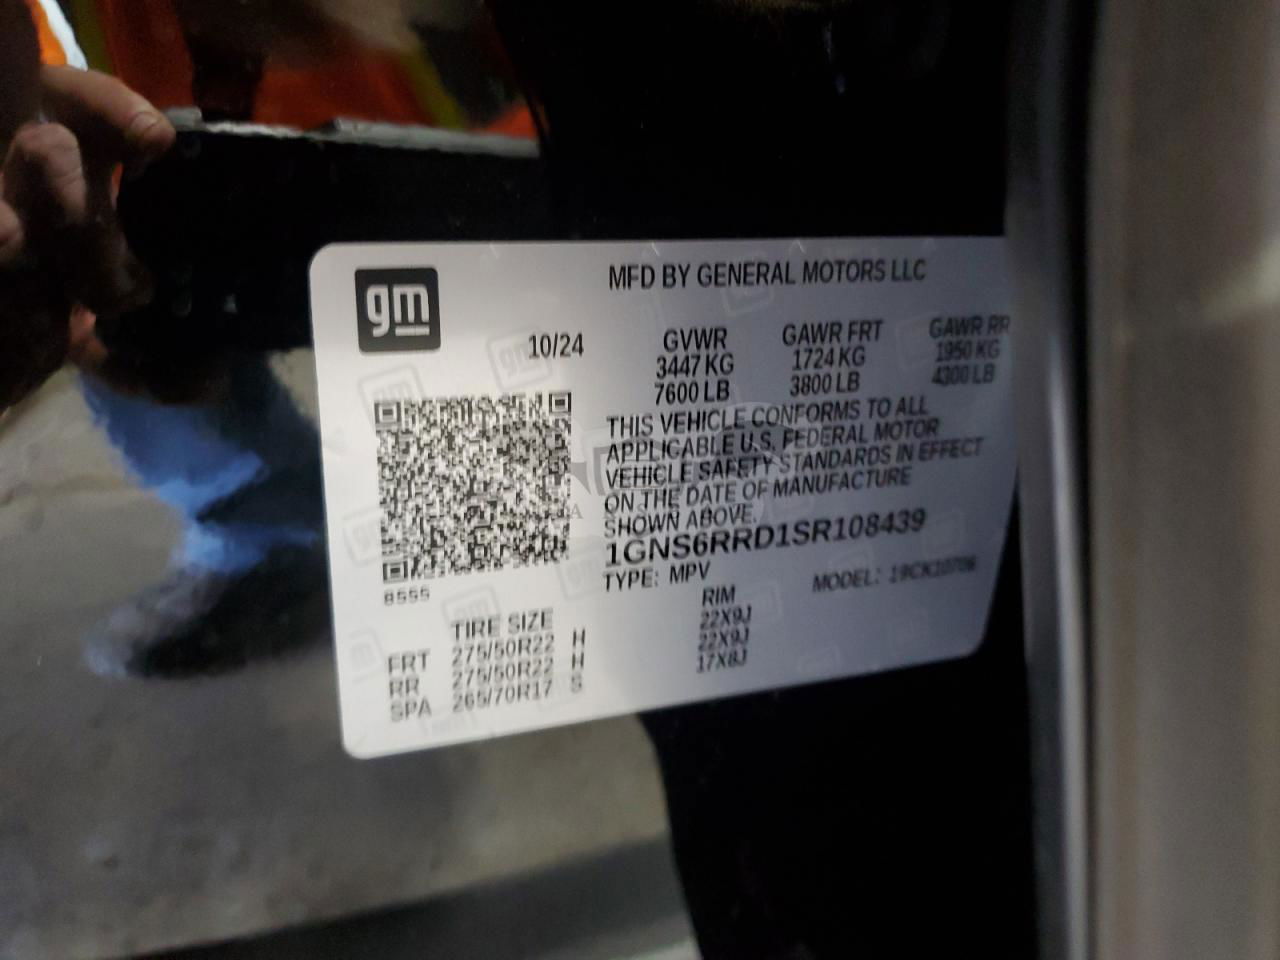 gm
MFD BY GENERAL MOTORS LLC
10/24
GVWR GAWR FRT GAWR RR
3447 KG 1724 KG 1950 KG
7600 LB 3800 LB 4300 LB
THIS VEHICLE CONFORMS TO ALL
APPLICABLE U.S. FEDERAL MOTOR
VEHICLE SAFETY STANDARDS IN EFFECT
ON THE DATE OF MANUFACTURE
SHOWN ABOVE.
1GNS6RRD1SR108439
TYPE: MPV MODEL: 19CK10706
8555
TIRE SIZE RIM
FRT 275/50R22 H 22X9J
RR 275/50R22 H 22X9J
SPA 265/70R17 S 17X8J